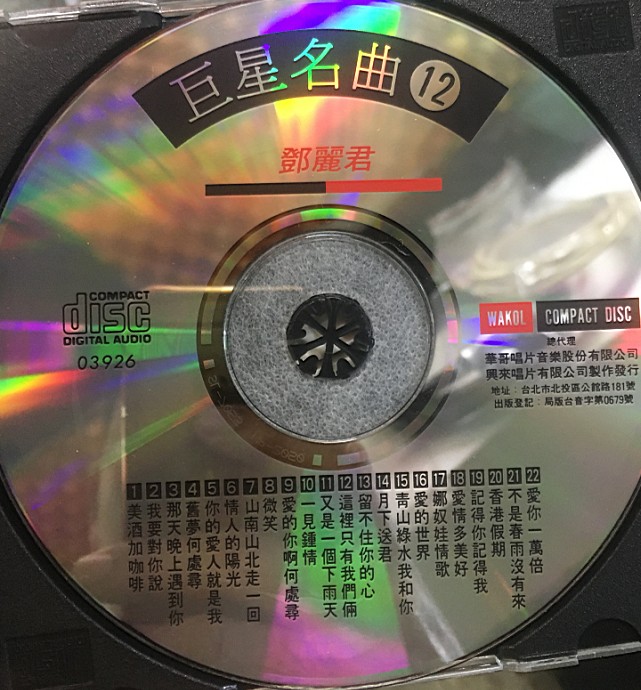 巨星名曲12
鄧麗君
COMPACT
disc
DIGITAL AUDIO
03926
WAKOL COMPACT DISC
總代理
華哥唱片音樂股份有限公司
興來唱片有限公司製作發行
地址：台北市北投區公館路181號
出版登記：局版台音字第0679號
1 美酒加咖啡
2 我要對你說
3 那天晚上遇到你
4 舊夢何處尋
5 你的愛人就是我
6 情人的陽光
7 山南山北走一回
8 微笑
9 愛的你啊何處尋
10 一見鍾情
11 又是一個下雨天
12 這裡只有我們倆
13 留不住你的心
14 月下送君
15 青山綠水我和你
16 愛的世界
17 娜奴娃情歌
18 愛情多美好
19 記得你記得我
20 香港假期
21 不是春雨沒有來
22 愛你一萬倍